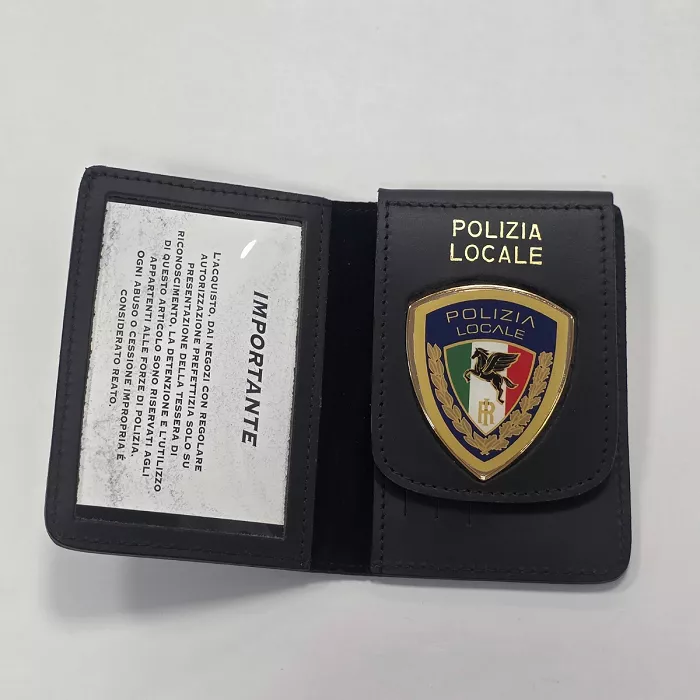 IMPORTANTE
L'ACQUISTO, DAI NEGOZI CON REGOLARE
AUTORIZZAZIONE PREFETTIZIA SOLO SU
PRESENTAZIONE DELLA TESSERA DI
RICONOSCIMENTO. LA DETENZIONE E L'UTILIZZO
DI QUESTO ARTICOLO SONO RISERVATI AGLI
APPARTENTI ALLE FORZE DI POLIZIA.
OGNI ABUSO O CESSIONE IMPROPRIA É
CONSIDERATO REATO.
POLIZIA
LOCALE
POLIZIA
LOCALE
RI